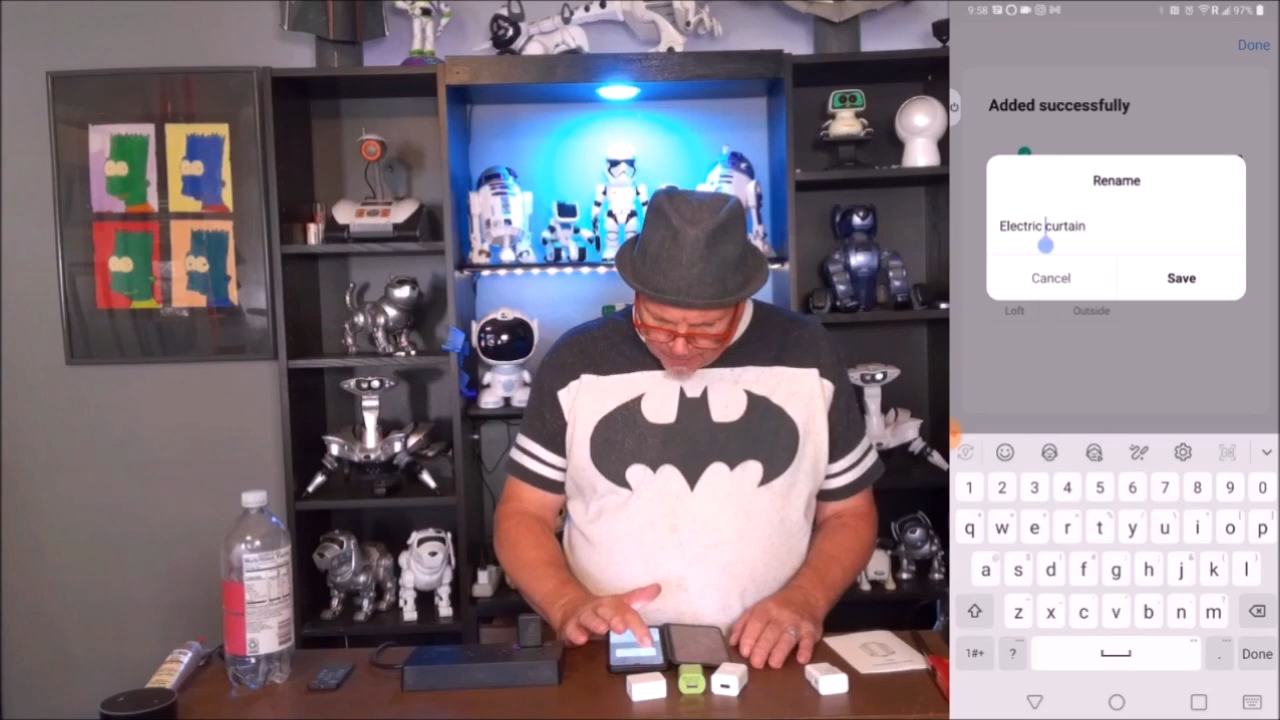 9:58
R
97%
Done
Added successfully
Rename
Electric curtain
Cancel
Save
Loft
Outside
1 2 3 4 5 6 7 8 9 0
q w e r t y u i o p
a s d f g h j k l
z x c v b n m
1#+ ? . Done